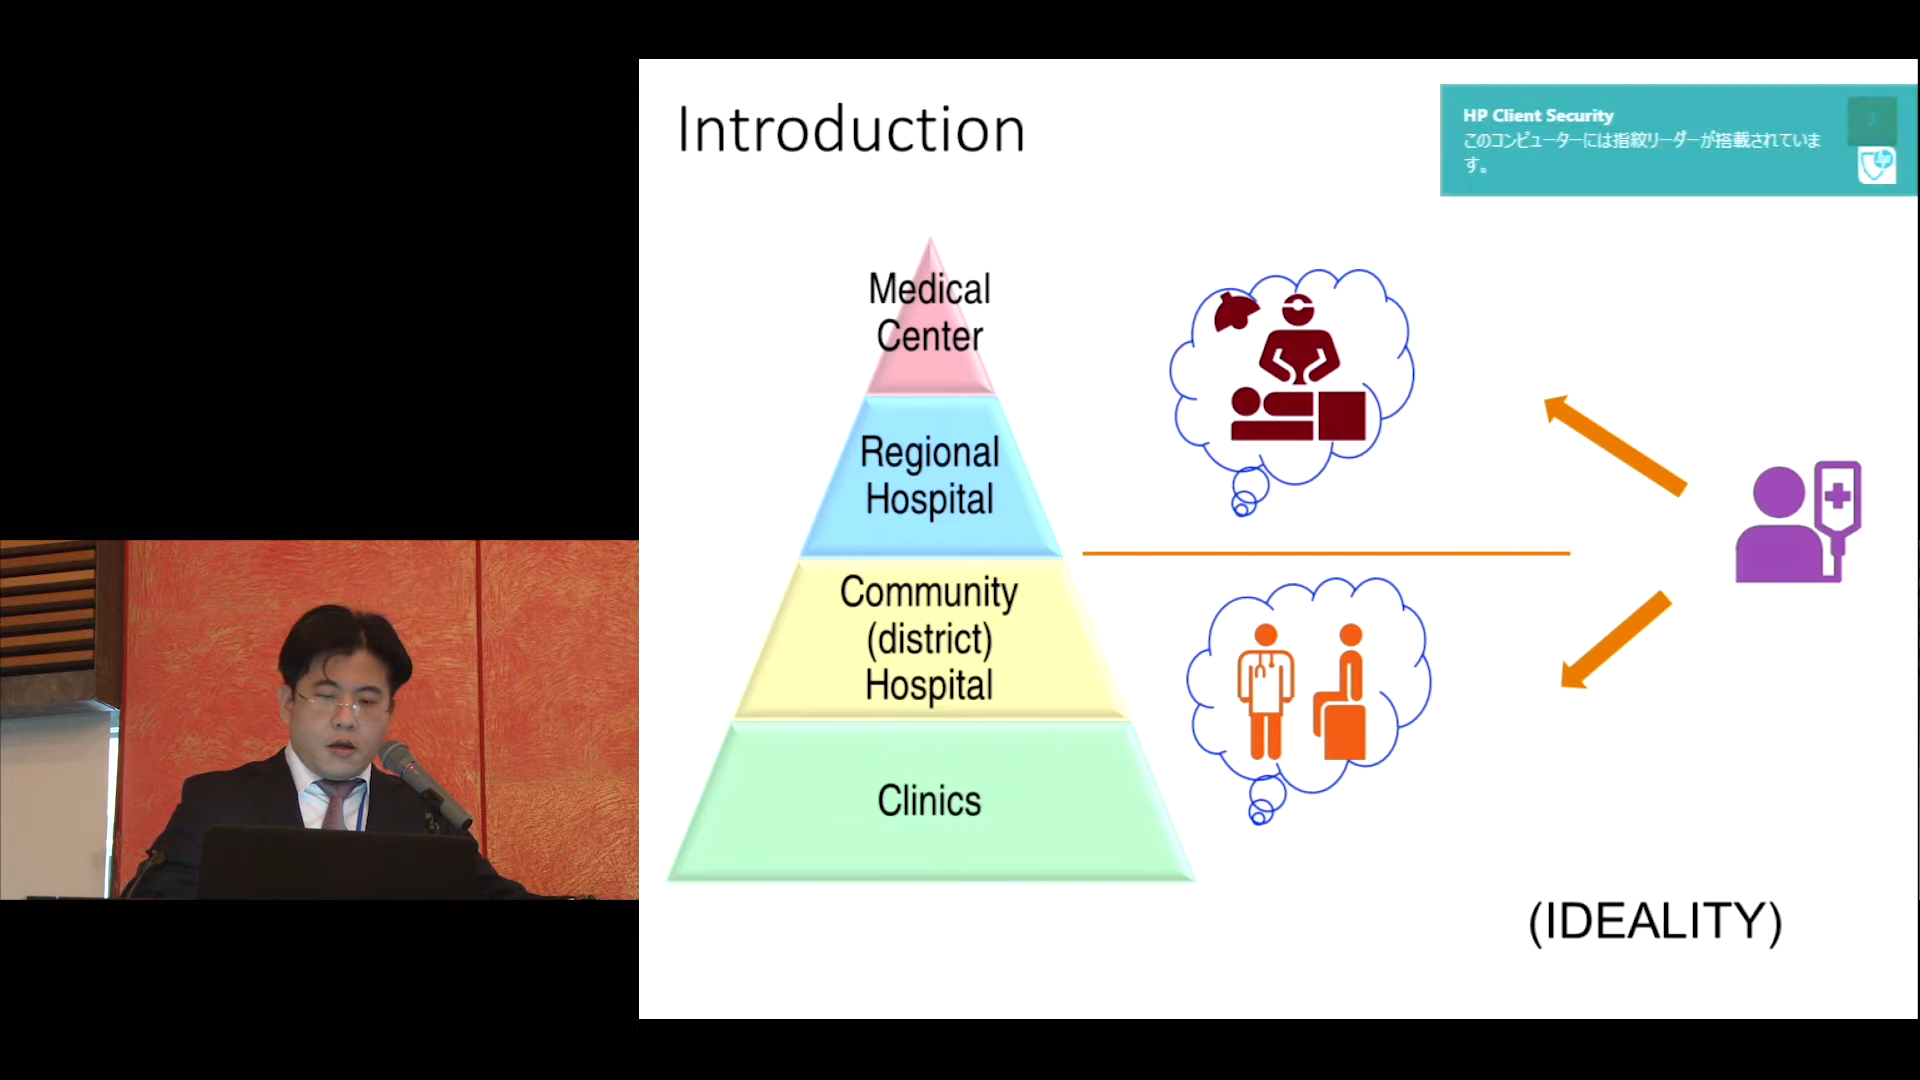 Introduction
HP Client Security
このコンピューターには指紋リーダーが搭載されていま
す。
Medical
Center
Regional
Hospital
Community
(district)
Hospital
Clinics
(IDEALITY)